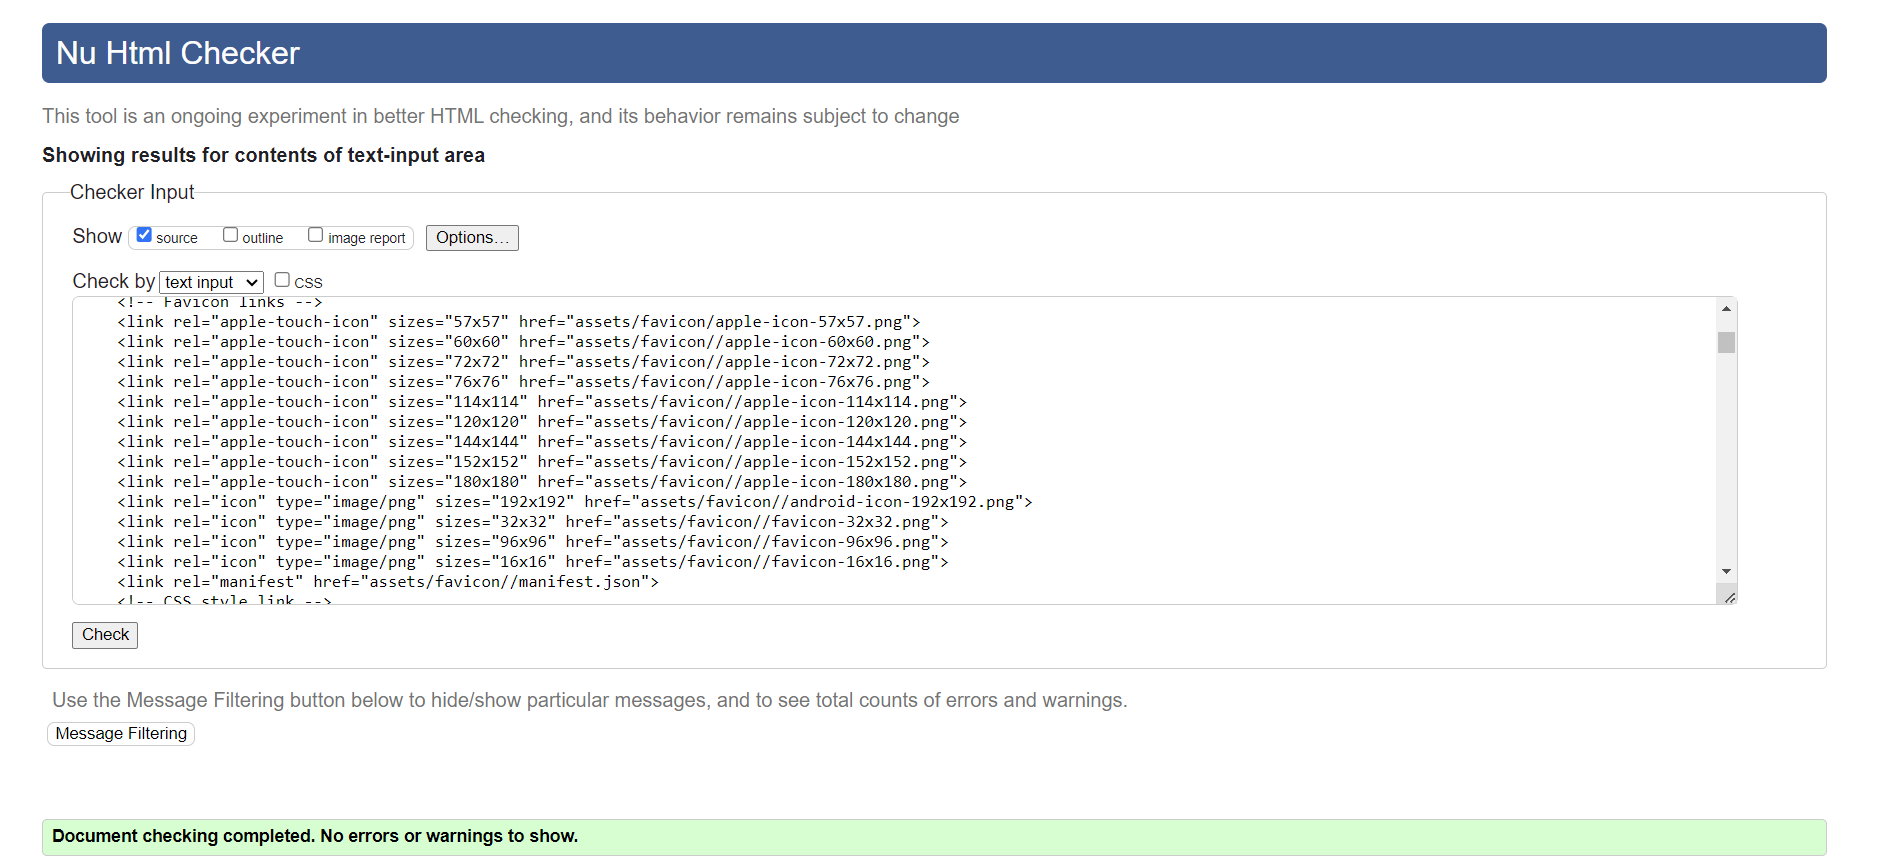 Nu Html Checker
This tool is an ongoing experiment in better HTML checking, and its behavior remains subject to change
Showing results for contents of text-input area
Checker Input
Show source outline image report Options...
Check by text input CSS
<!-- Favicon links -->
<link rel="apple-touch-icon" sizes="57x57" href="assets/favicon/apple-icon-57x57.png">
<link rel="apple-touch-icon" sizes="60x60" href="assets/favicon//apple-icon-60x60.png">
<link rel="apple-touch-icon" sizes="72x72" href="assets/favicon//apple-icon-72x72.png">
<link rel="apple-touch-icon" sizes="76x76" href="assets/favicon//apple-icon-76x76.png">
<link rel="apple-touch-icon" sizes="114x114" href="assets/favicon//apple-icon-114x114.png">
<link rel="apple-touch-icon" sizes="120x120" href="assets/favicon//apple-icon-120x120.png">
<link rel="apple-touch-icon" sizes="144x144" href="assets/favicon//apple-icon-144x144.png">
<link rel="apple-touch-icon" sizes="152x152" href="assets/favicon//apple-icon-152x152.png">
<link rel="apple-touch-icon" sizes="180x180" href="assets/favicon//apple-icon-180x180.png">
<link rel="icon" type="image/png" sizes="192x192" href="assets/favicon//android-icon-192x192.png">
<link rel="icon" type="image/png" sizes="32x32" href="assets/favicon//favicon-32x32.png">
<link rel="icon" type="image/png" sizes="96x96" href="assets/favicon//favicon-96x96.png">
<link rel="icon" type="image/png" sizes="16x16" href="assets/favicon//favicon-16x16.png">
<link rel="manifest" href="assets/favicon//manifest.json">
<!-- CSS style link -->
Check
Use the Message Filtering button below to hide/show particular messages, and to see total counts of errors and warnings.
Message Filtering
Document checking completed. No errors or warnings to show.